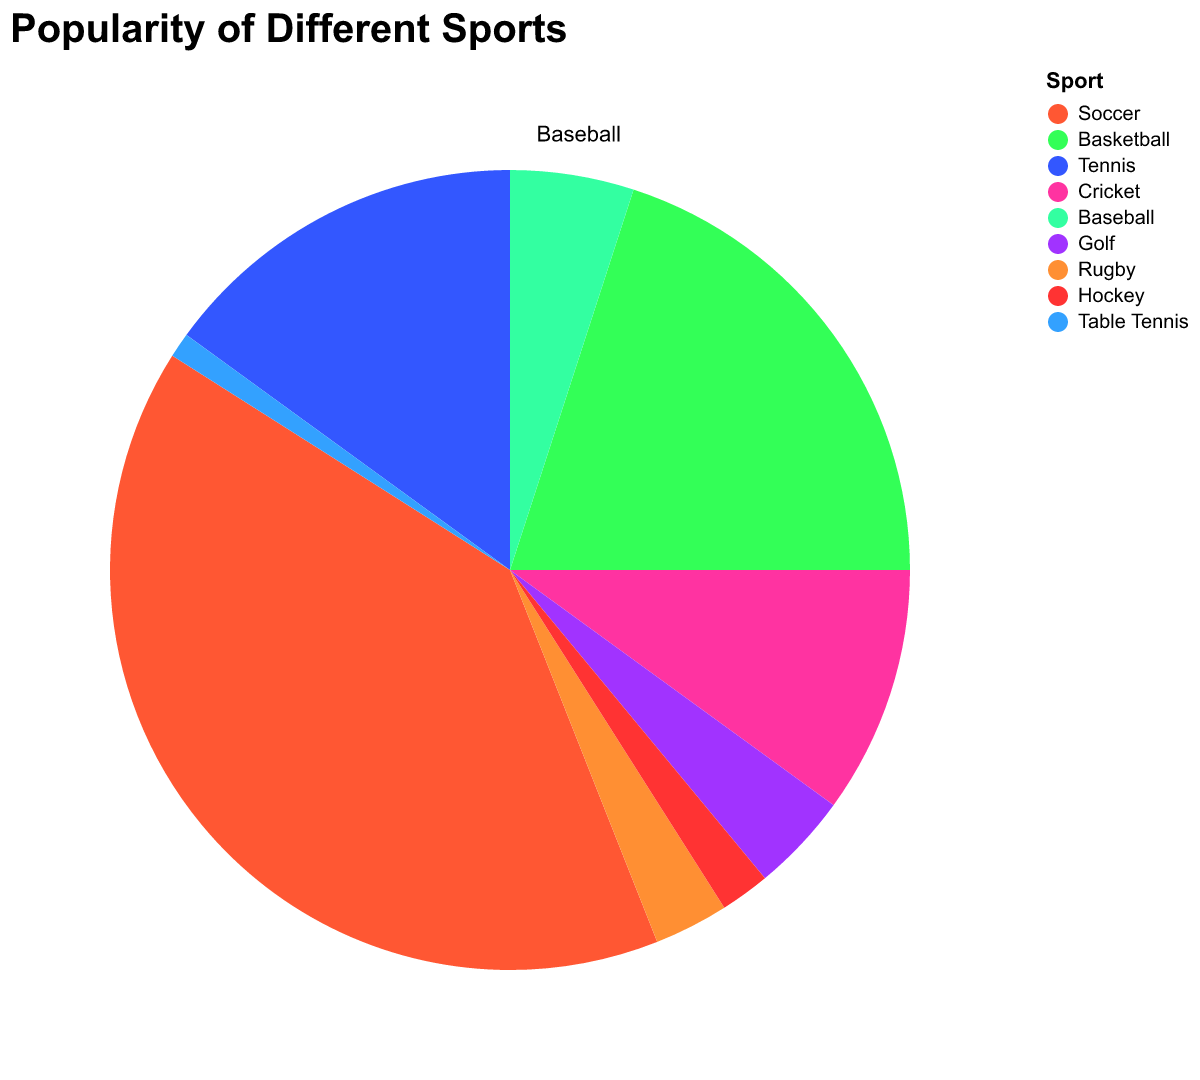 Popularity of Different Sports
Sport
Soccer
Basketball
Tennis
Cricket
Baseball
Golf
Rugby
Hockey
Table Tennis
Baseball